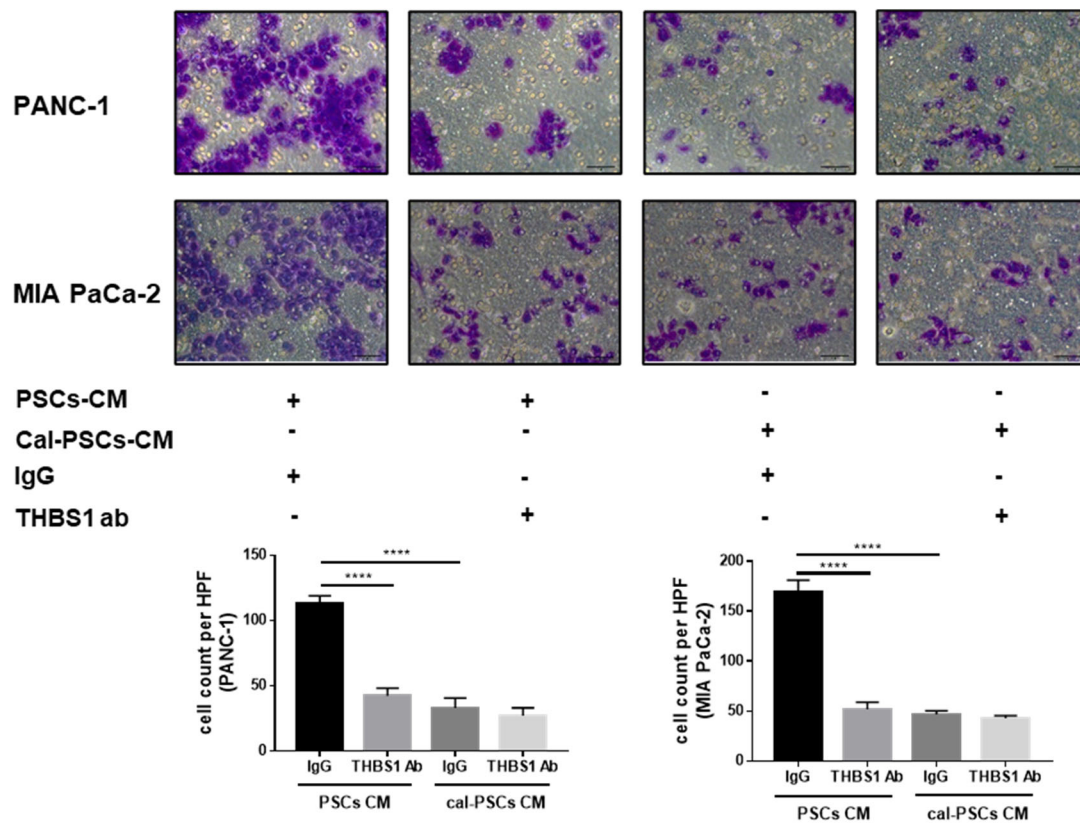 PANC-1
MIA PaCa-2
PSCs-CM + + - -
Cal-PSCs-CM - - + +
IgG + - + -
THBS1 ab - + - +
cell count per HPF
(PANC-1)
150
100
50
0
****
****
IgG THBS1 Ab IgG THBS1 Ab
PSCs CM cal-PSCs CM
cell count per HPF
(MIA PaCa-2)
200
150
100
50
0
****
****
IgG THBS1 Ab IgG THBS1 Ab
PSCs CM cal-PSCs CM